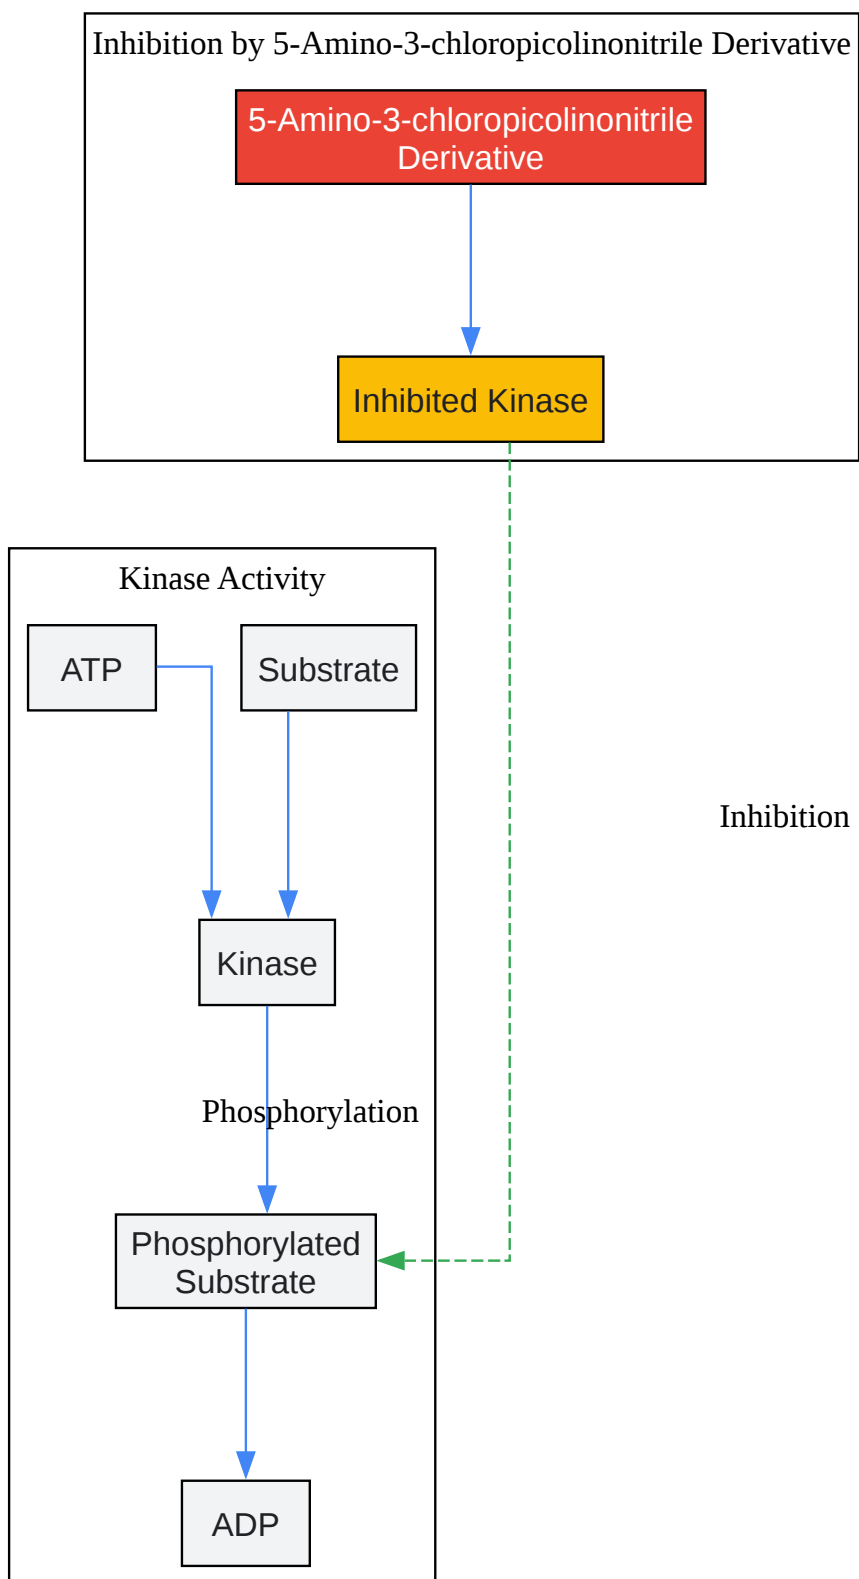 Inhibition by 5-Amino-3-chloropicolinonitrile Derivative
5-Amino-3-chloropicolinonitrile
Derivative
Inhibited Kinase
Kinase Activity
ATP
Substrate
Inhibition
Kinase
Phosphorylation
Phosphorylated
Substrate
ADP